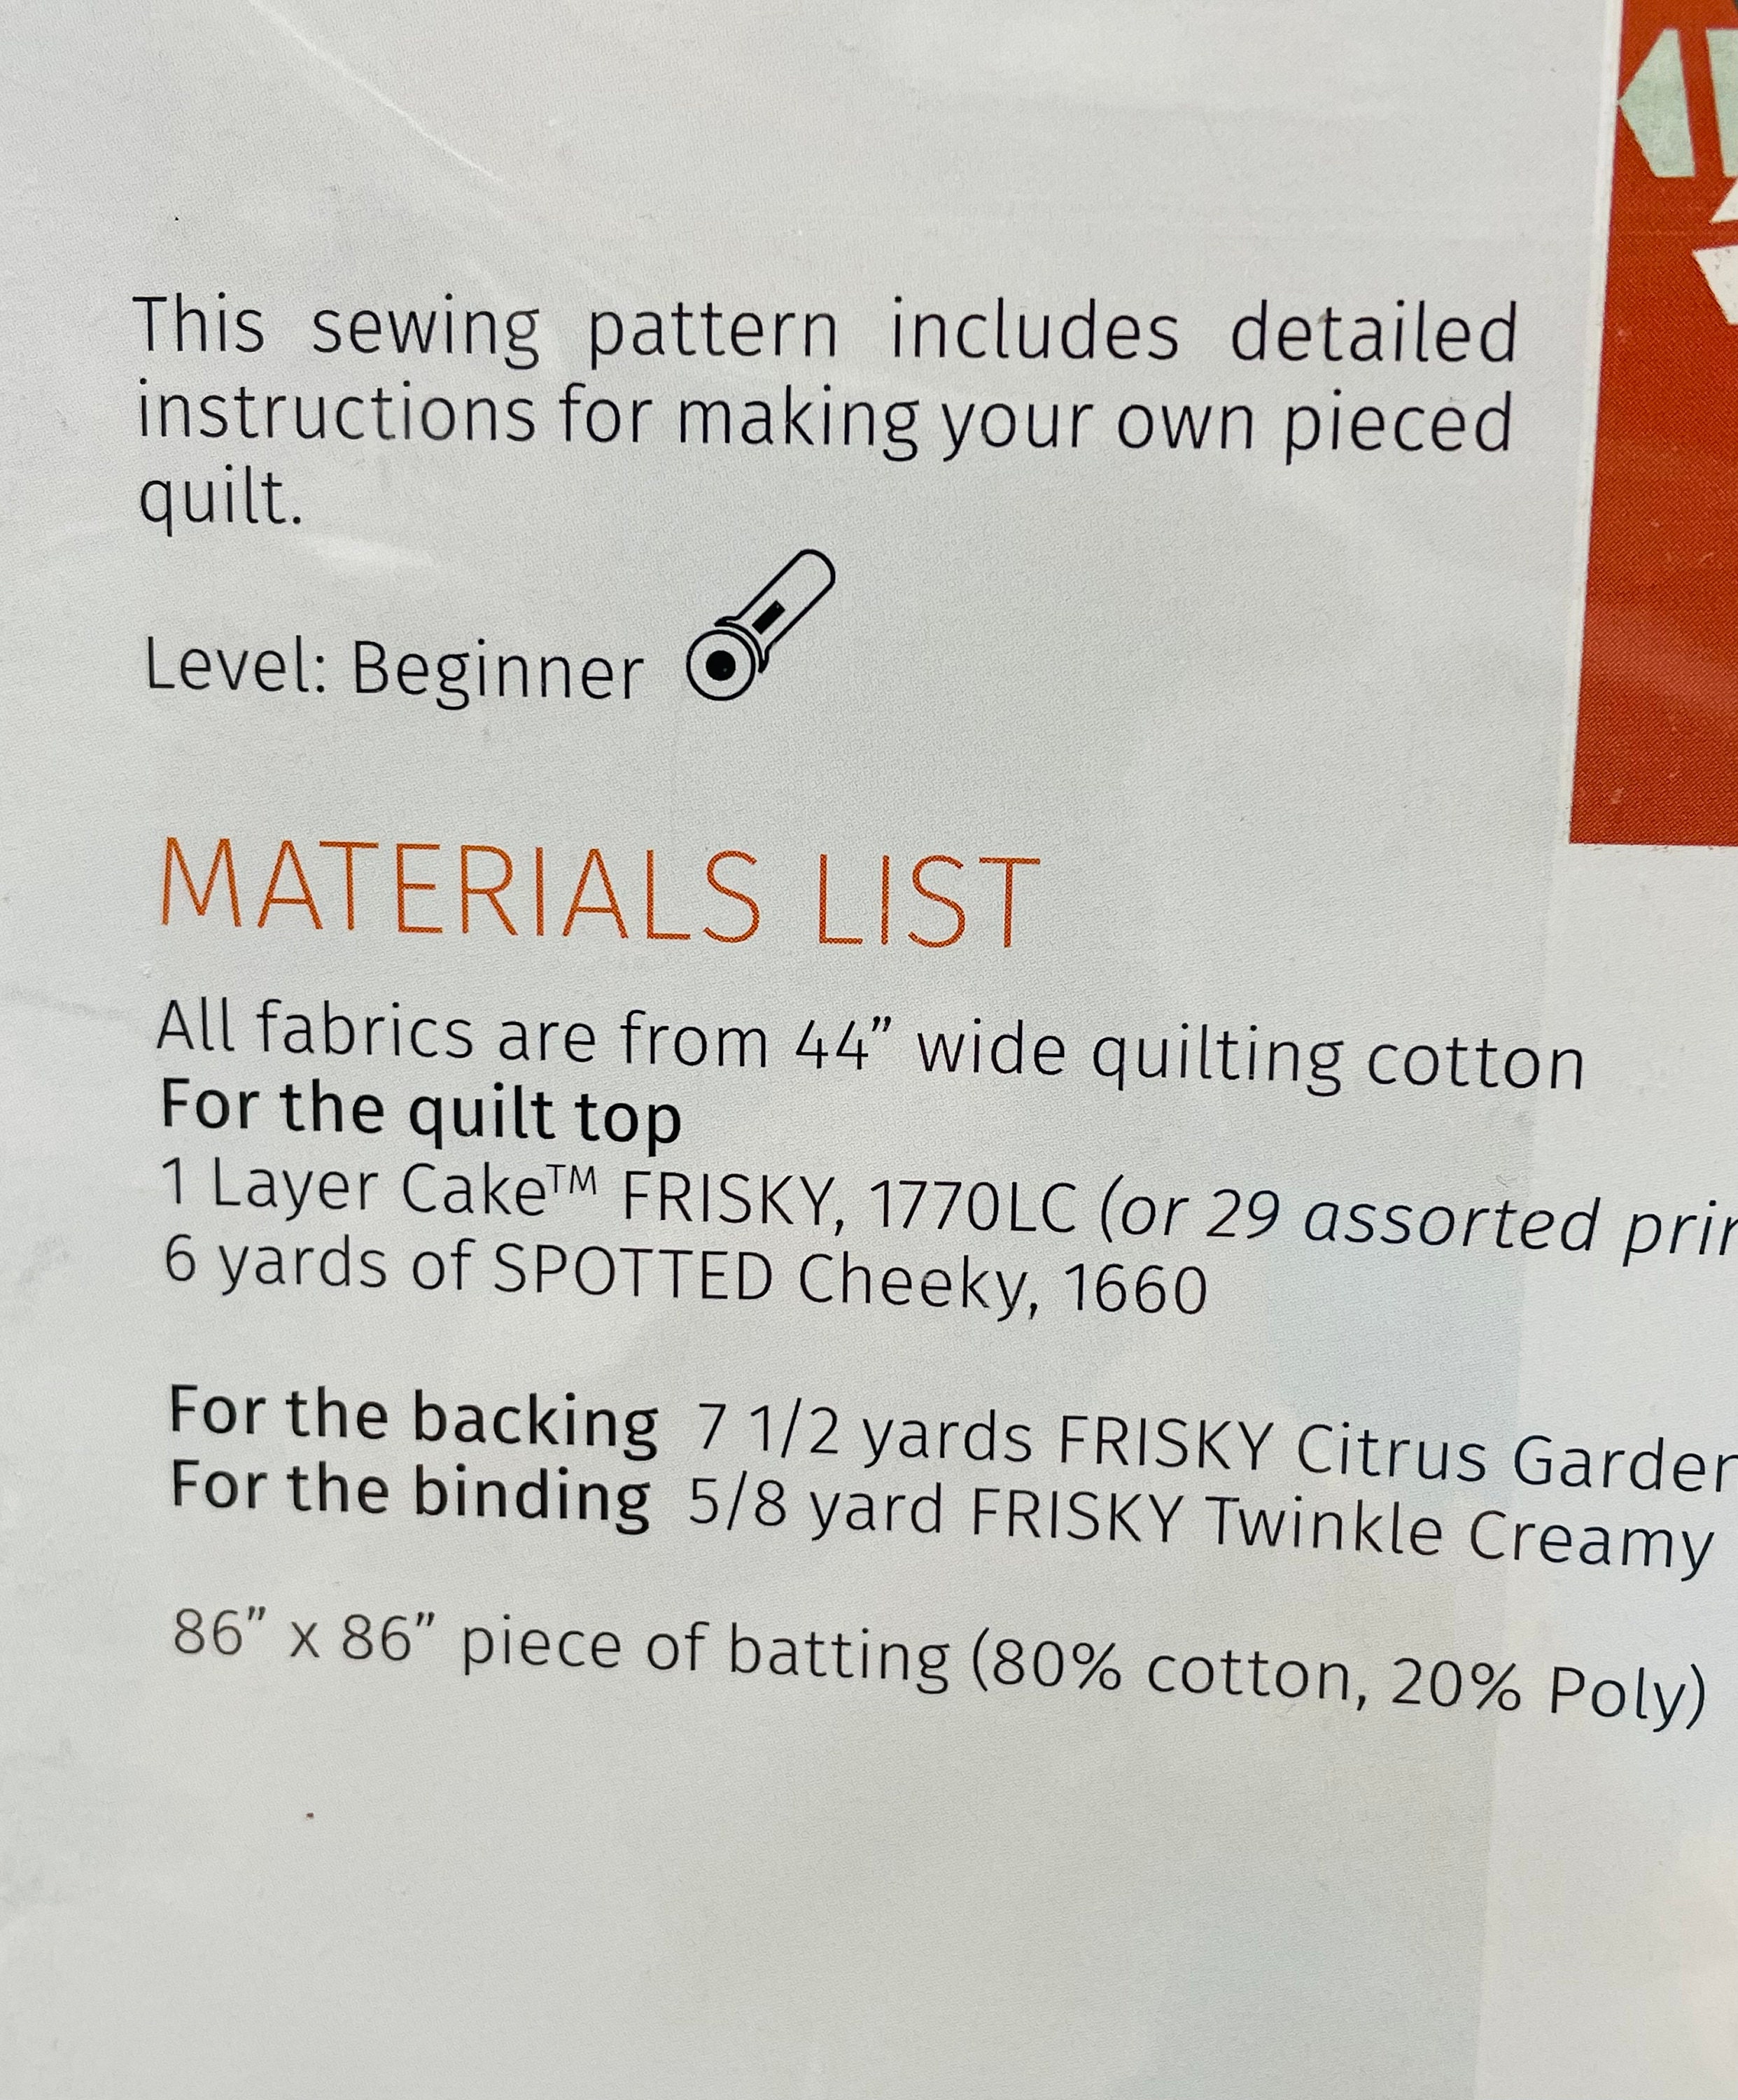 This sewing pattern includes detailed
instructions for making your own pieced
quilt.
Level: Beginner
MATERIALS LIST
All fabrics are from 44” wide quilting cotton
For the quilt top
1 Layer Cake™ FRISKY, 1770LC (or 29 assorted
6 yards of SPOTTED Cheeky, 1660
For the backing 7 1/2 yards FRISKY Citrus
For the binding 5/8 yard FRISKY Twinkle Creamy
86” x 86” piece of batting (80% cotton, 20% Poly)